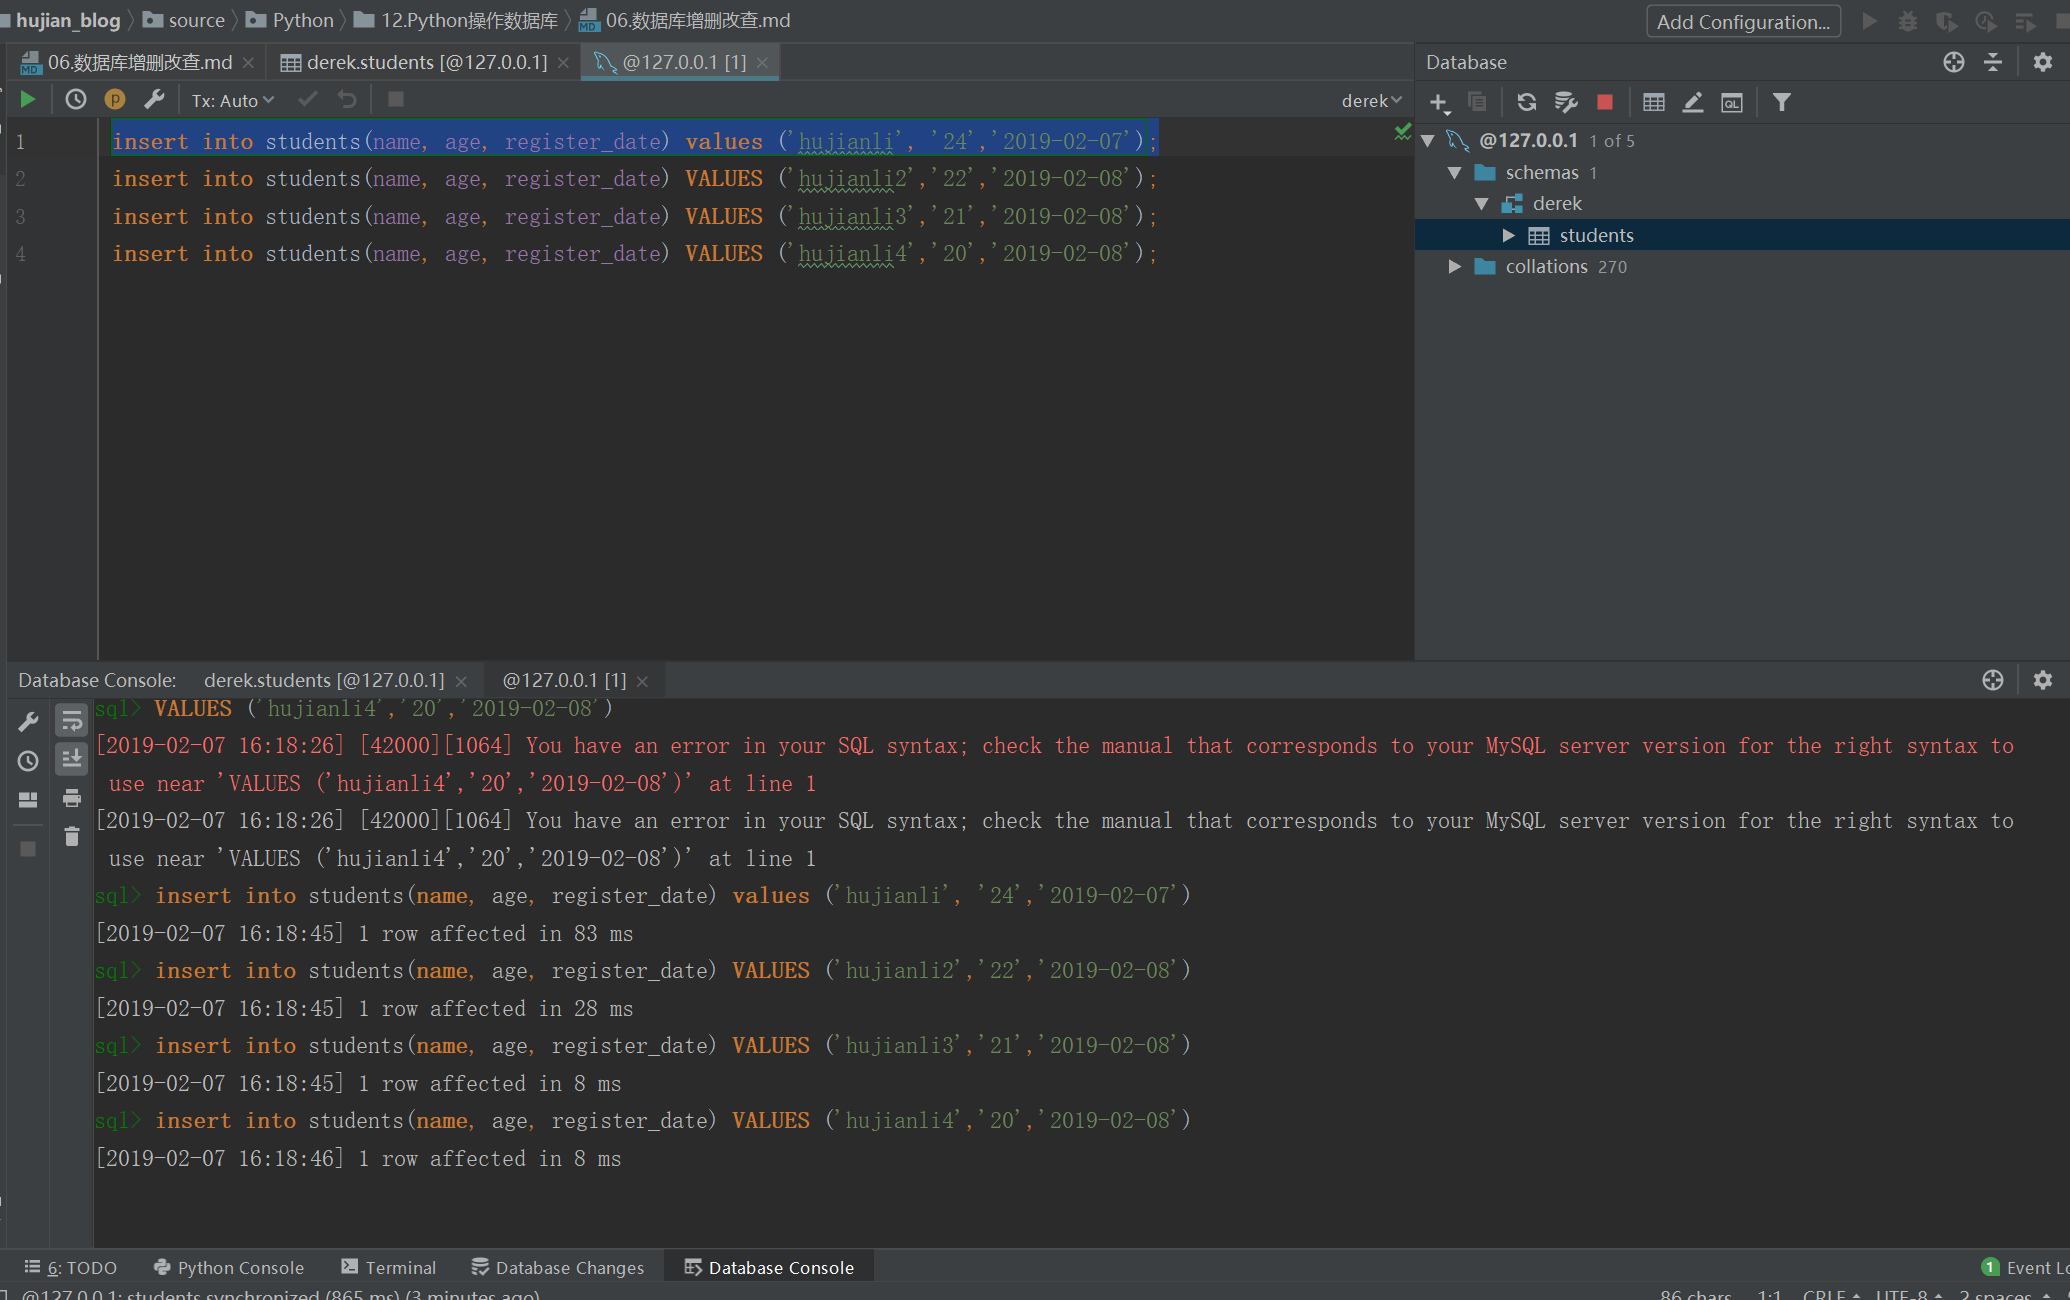 hujian_blog 〉 source 〉 Python 〉 12.Python操作数据库 〉 06.数据库增删改查.md
Add Configuration...
06.数据库增删改查.md
derek.students [@127.0.0.1]
@127.0.0.1 [1]
Database
Tx: Auto
derek
1 insert into students(name, age, register_date) values ('hujianli', '24','2019-02-07');
2 insert into students(name, age, register_date) VALUES ('hujianli2','22','2019-02-08');
3 insert into students(name, age, register_date) VALUES ('hujianli3','21','2019-02-08');
4 insert into students(name, age, register_date) VALUES ('hujianli4','20','2019-02-08');
@127.0.0.1 1 of 5
schemas 1
derek
students
collations 270
Database Console:
derek.students [@127.0.0.1]
@127.0.0.1 [1]
sql> VALUES ('hujianli4','20','2019-02-08')
[2019-02-07 16:18:26] [42000][1064] You have an error in your SQL syntax; check the manual that corresponds to your MySQL server version for the right syntax to
use near 'VALUES ('hujianli4','20','2019-02-08')' at line 1
[2019-02-07 16:18:26] [42000][1064] You have an error in your SQL syntax; check the manual that corresponds to your MySQL server version for the right syntax to
use near 'VALUES ('hujianli4','20','2019-02-08')' at line 1
sql> insert into students(name, age, register_date) values ('hujianli', '24','2019-02-07')
[2019-02-07 16:18:45] 1 row affected in 83 ms
sql> insert into students(name, age, register_date) VALUES ('hujianli2','22','2019-02-08')
[2019-02-07 16:18:45] 1 row affected in 28 ms
sql> insert into students(name, age, register_date) VALUES ('hujianli3','21','2019-02-08')
[2019-02-07 16:18:45] 1 row affected in 8 ms
sql> insert into students(name, age, register_date) VALUES ('hujianli4','20','2019-02-08')
[2019-02-07 16:18:46] 1 row affected in 8 ms
6: TODO
Python Console
Terminal
Database Changes
Database Console
1 Event Lo
@127.0.0.1: students synchronized (865 ms) (3 minutes ago)
86 chars 1:1 CRLF UTF-8 2 spaces